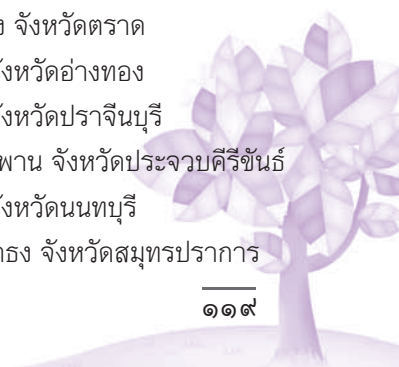 จังหวัดตราด
จังหวัดอ่างทอง
จังหวัดปราจีนบุรี
จังหวัดประจวบคีรีขันธ์
จังหวัดนนทบุรี
จังหวัดสมุทรปราการ
๑๑๙